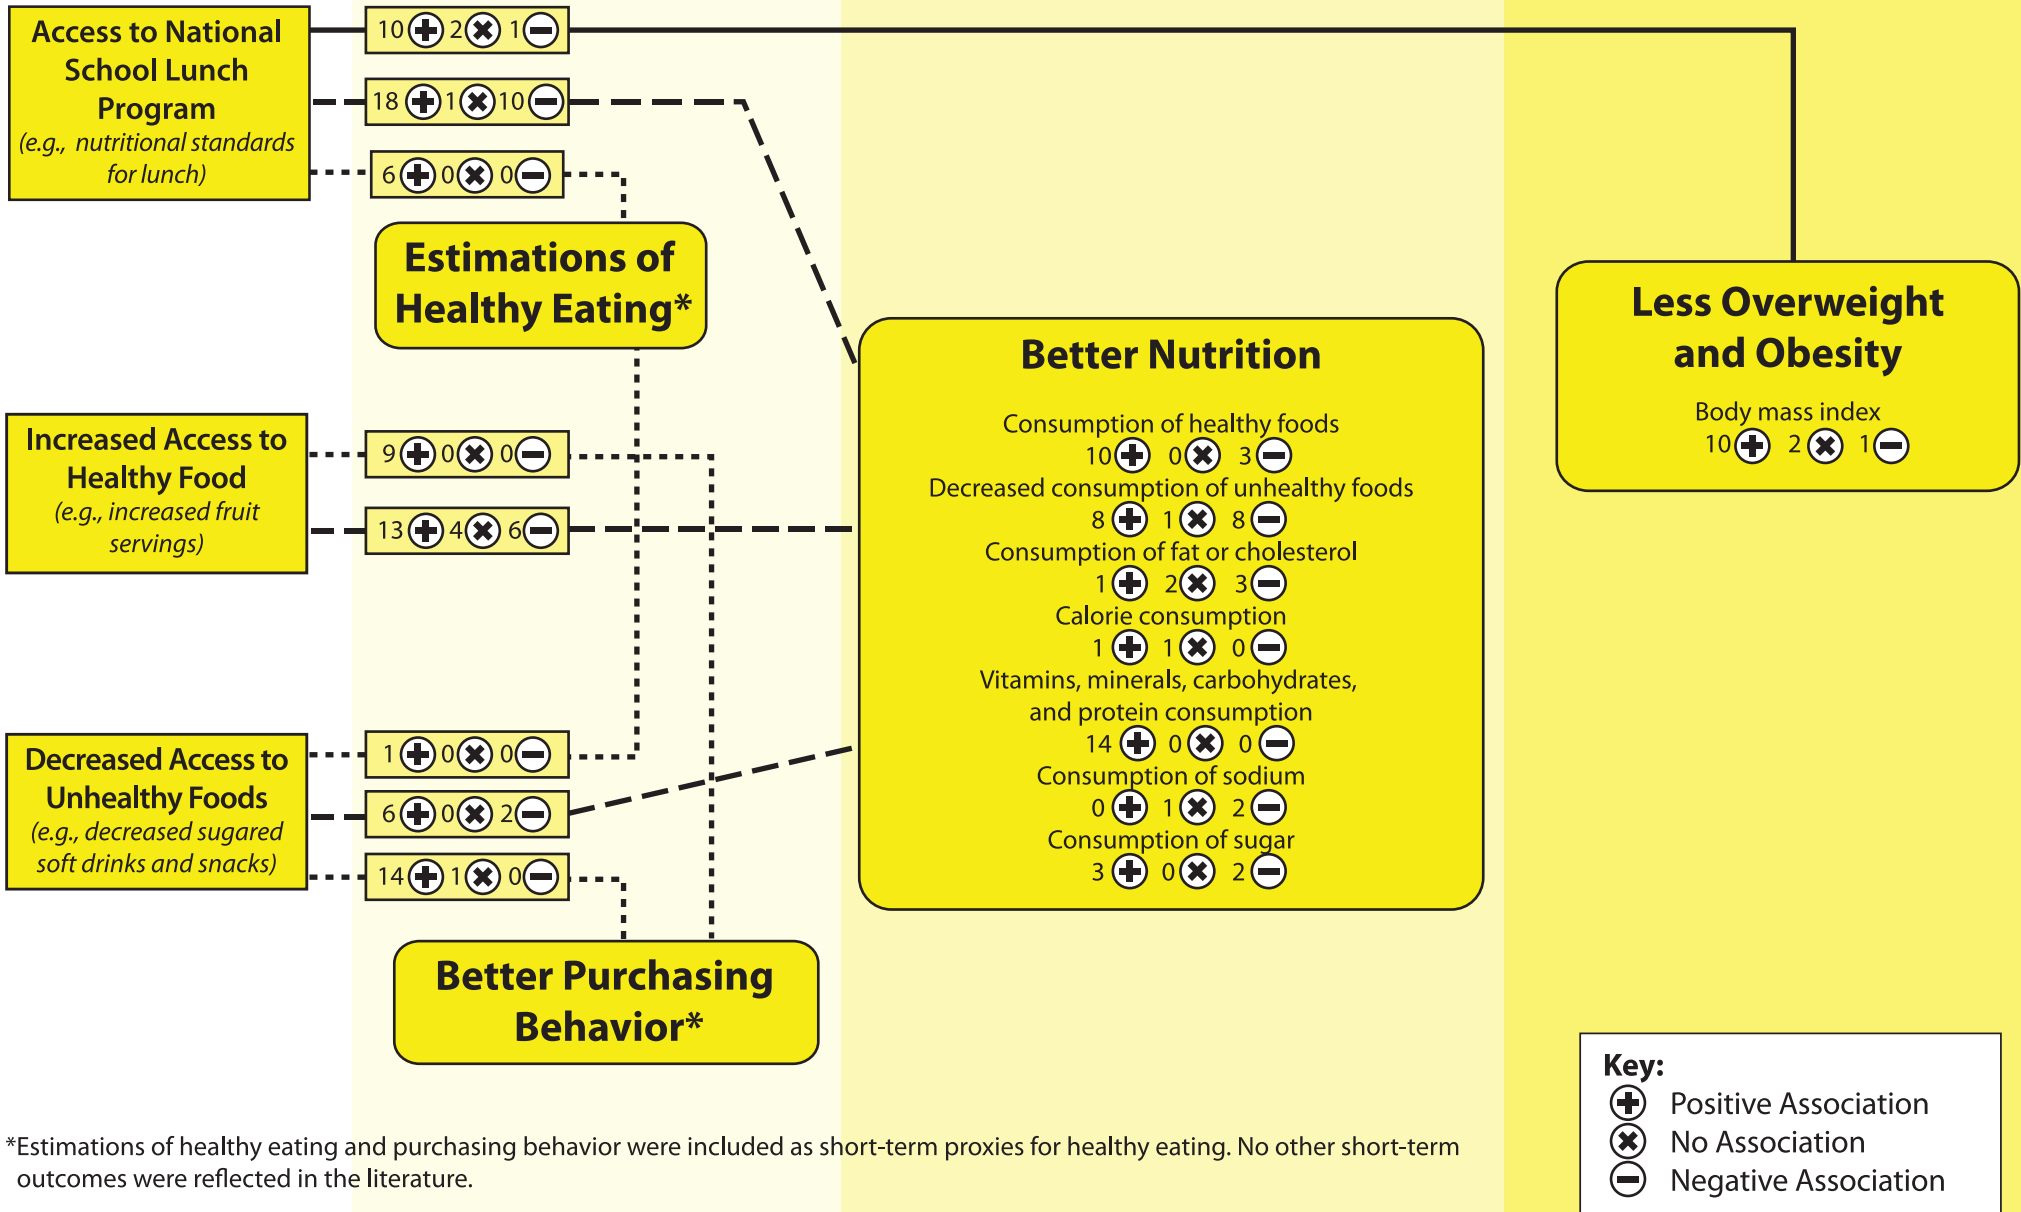 Access to National
School Lunch
Program
(e.g., nutritional standards
for lunch)
10 + 2 × 1 −
18 + 1 × 10 −
6 + 0 × 0 −
Estimations of
Healthy Eating*
Increased Access to
Healthy Food
(e.g., increased fruit
servings)
9 + 0 × 0 −
13 + 4 × 6 −
Decreased Access to
Unhealthy Foods
(e.g., decreased sugared
soft drinks and snacks)
1 + 0 × 0 −
6 + 0 × 2 −
14 + 1 × 0 −
Better Purchasing
Behavior*
Better Nutrition
Consumption of healthy foods
10 + 0 × 3 −
Decreased consumption of unhealthy foods
8 + 1 × 8 −
Consumption of fat or cholesterol
1 + 2 × 3 −
Calorie consumption
1 + 1 × 0 −
Vitamins, minerals, carbohydrates,
and protein consumption
14 + 0 × 0 −
Consumption of sodium
0 + 1 × 2 −
Consumption of sugar
3 + 0 × 2 −
Less Overweight
and Obesity
Body mass index
10 + 2 × 1 −
Key:
+ Positive Association
× No Association
− Negative Association
*Estimations of healthy eating and purchasing behavior were included as short-term proxies for healthy eating. No other short-term
outcomes were reflected in the literature.